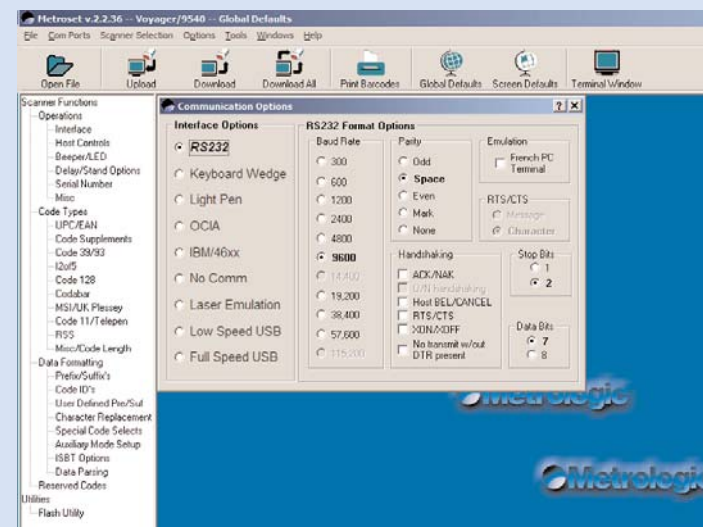 Metroset v.2.2.36 -- Voyager/9540 -- Global Defaults
File Com Ports Scanner Selection Options Tools Windows Help
Open File Upload Download Download All Print Barcodes Global Defaults Screen Defaults Terminal Window
Scanner Functions
Operations
Interface
Host Controls
Beeper/LED
Delay/Stand Options
Serial Number
Misc
Code Types
UPC/EAN
Code Supplements
Code 39/93
I2of5
Code 128
Codabar
MSI/UK Plessey
Code 11/Telepen
RSS
Misc/Code Length
Data Formatting
Prefix/Suffix's
Code ID's
User Defined Pre/Suf
Character Replacement
Special Code Selects
Auxiliary Mode Setup
ISBT Options
Data Parsing
Reserved Codes
Utilities
Flash Utility
Communication Options
Interface Options
RS232
Keyboard Wedge
Light Pen
OCIA
IBM/46xx
No Comm
Laser Emulation
Low Speed USB
Full Speed USB
RS232 Format Options
Baud Rate
300
600
1200
2400
4800
9600
14,400
19,200
38,400
57,600
115,200
Parity
Odd
Space
Even
Mark
None
Handshaking
ACK/NAK
D/N handshaking
Host BEL/CANCEL
RTS/CTS
XON/XOFF
No transmit w/out
DTR present
Emulation
French PC
Terminal
RTS/CTS
Message
Character
Stop Bits
1
2
Data Bits
7
8
Metrologic
Metrologic